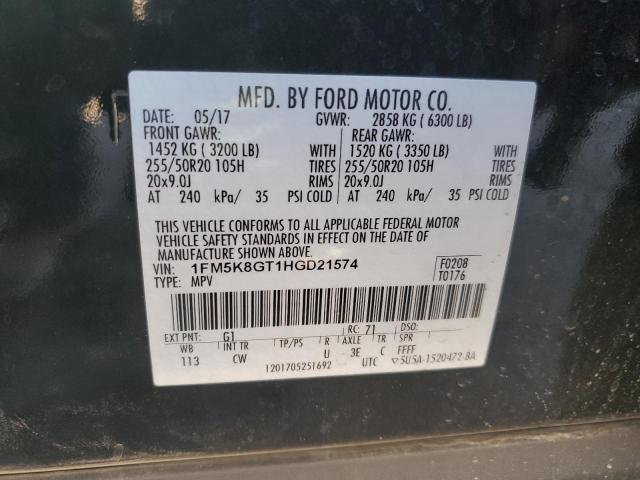 MFD. BY FORD MOTOR CO.
DATE: 05/17 GVWR: 2858 KG ( 6300 LB)
FRONT GAWR: REAR GAWR:
1452 KG ( 3200 LB) WITH 1520 KG ( 3350 LB) WITH
255/50R20 105H TIRES 255/50R20 105H TIRES
20x9.0J RIMS 20x9.0J RIMS
AT 240 kPa/ 35 PSI COLD AT 240 kPa/ 35 PSI COLD
THIS VEHICLE CONFORMS TO ALL APPLICABLE FEDERAL MOTOR
VEHICLE SAFETY STANDARDS IN EFFECT ON THE DATE OF
MANUFACTURE SHOWN ABOVE.
VIN: 1FM5K8GT1HGD21574 F0208
TYPE: MPV T0176
EXT PNT: G1 RC: 71 DSO:
WB INT TR TP/PS R AXLE TR SPR
113 CW U 3E C FFFF
1201705251692 UTC ▽5U5A-1520472-BA